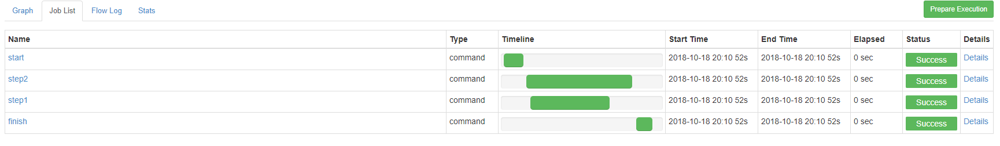 Graph Job List Flow Log Stats Prepare Execution
Name Type Timeline Start Time End Time Elapsed Status Details
start command 2018-10-18 20:10 52s 2018-10-18 20:10 52s 0 sec Success Details
step2 command 2018-10-18 20:10 52s 2018-10-18 20:10 52s 0 sec Success Details
step1 command 2018-10-18 20:10 52s 2018-10-18 20:10 52s 0 sec Success Details
finish command 2018-10-18 20:10 52s 2018-10-18 20:10 52s 0 sec Success Details